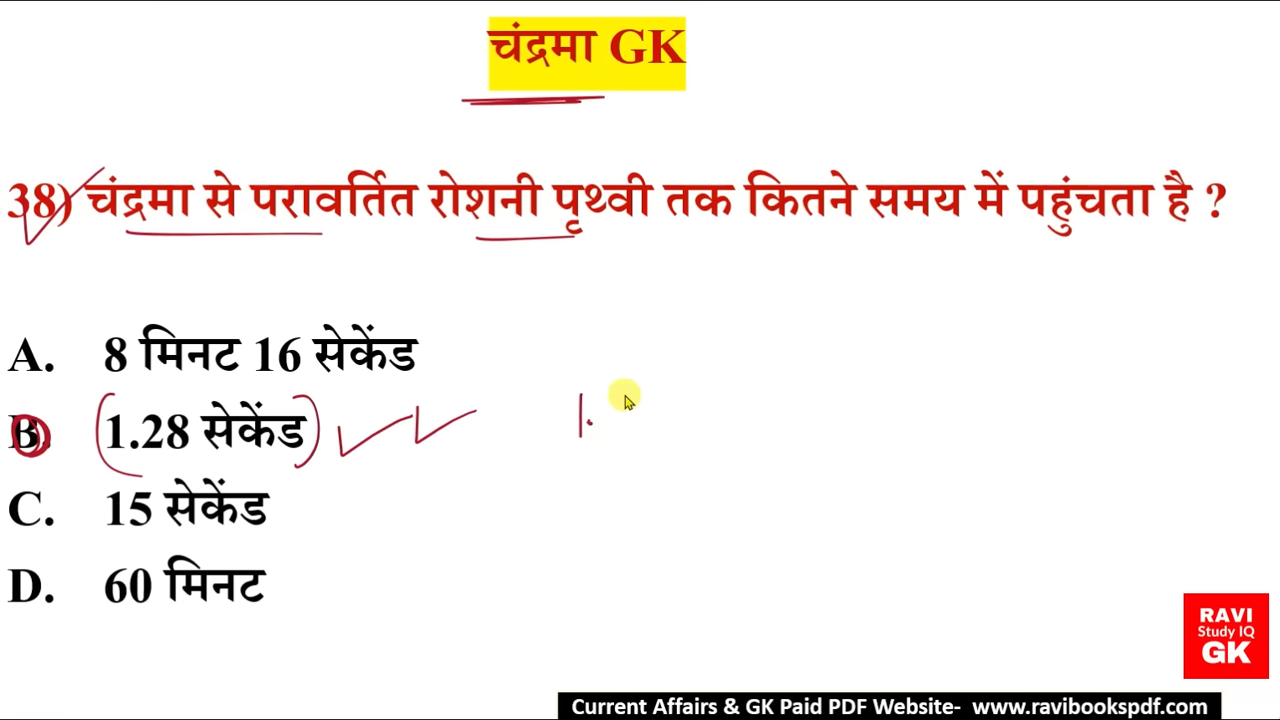 चंद्रमा GK
38) चंद्रमा से परावर्तित रोशनी पृथ्वी तक कितने समय में पहुंचता है ?
A. 8 मिनट 16 सेकेंड
B. 1.28 सेकेंड
1.
C. 15 सेकेंड
D. 60 मिनट
RAVI
Study IQ
GK
Current Affairs & GK Paid PDF Website- www.ravibookspdf.com